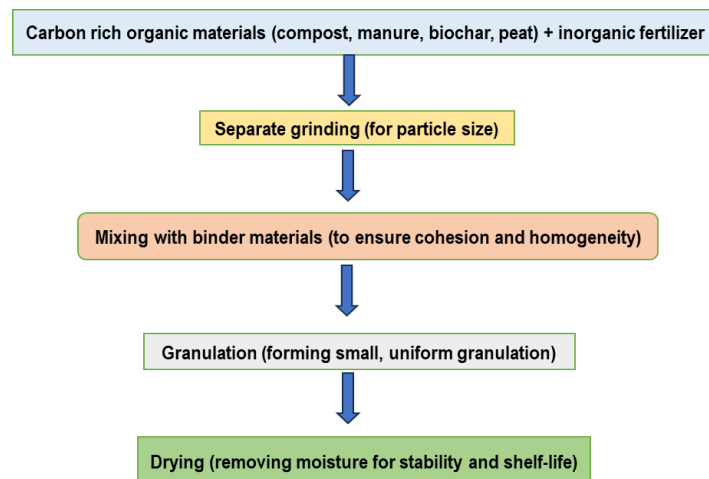 Carbon rich organic materials (compost, manure, biochar, peat) + inorganic fertilizer
Separate grinding (for particle size)
Mixing with binder materials (to ensure cohesion and homogeneity)
Granulation (forming small, uniform granulation)
Drying (removing moisture for stability and shelf-life)